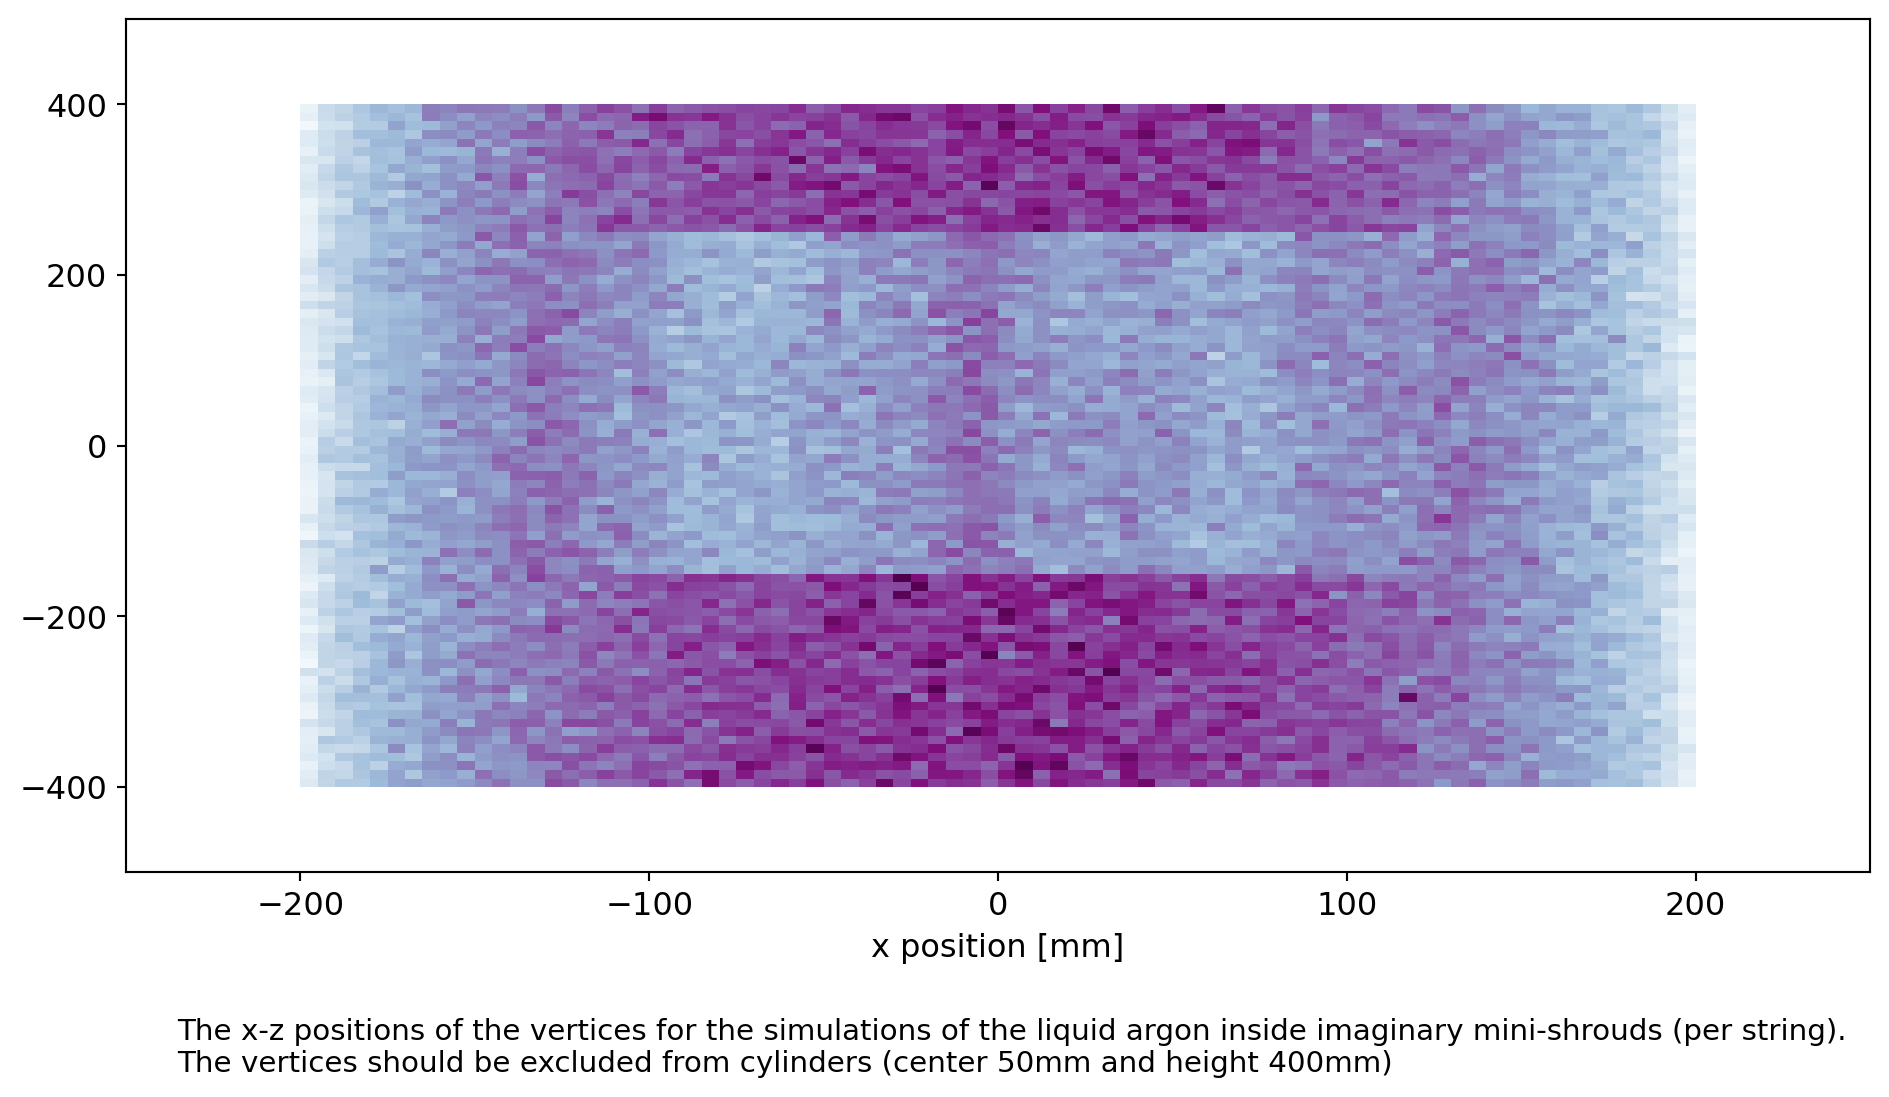 400
200
0
−200
−400
−200 −100 0 100 200
x position [mm]
The x-z positions of the vertices for the simulations of the liquid argon inside imaginary mini-shrouds (per string).
The vertices should be excluded from cylinders (center 50mm and height 400mm)